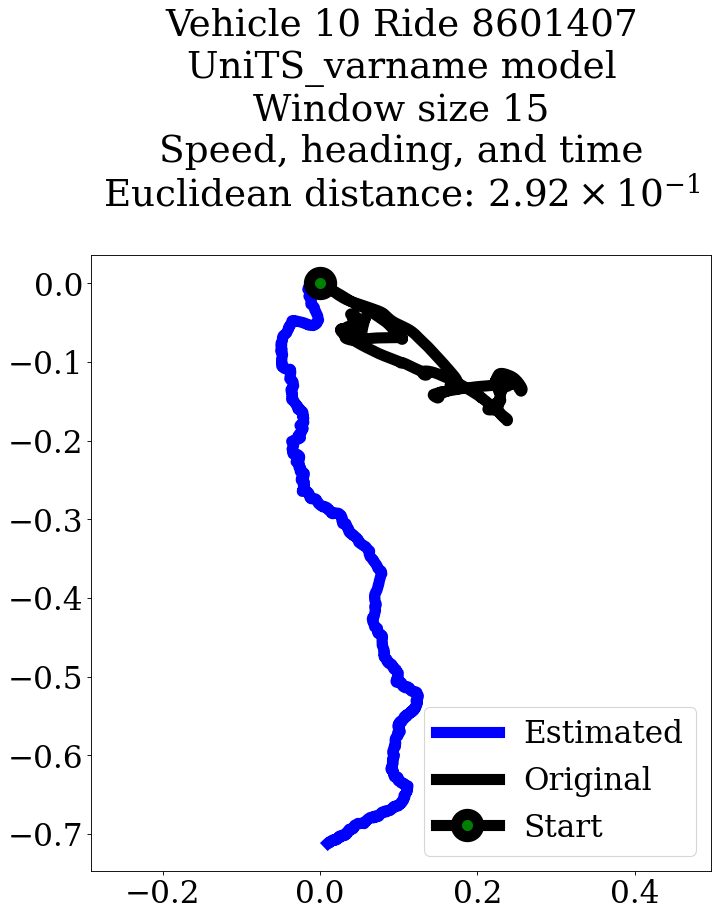 Vehicle 10 Ride 8601407
UniTS_varname model
Window size 15
Speed, heading, and time
Euclidean distance: 2.92 × 10⁻¹
0.0
−0.1
−0.2
−0.3
−0.4
−0.5
−0.6
−0.7
Estimated
Original
Start
−0.2 0.0 0.2 0.4